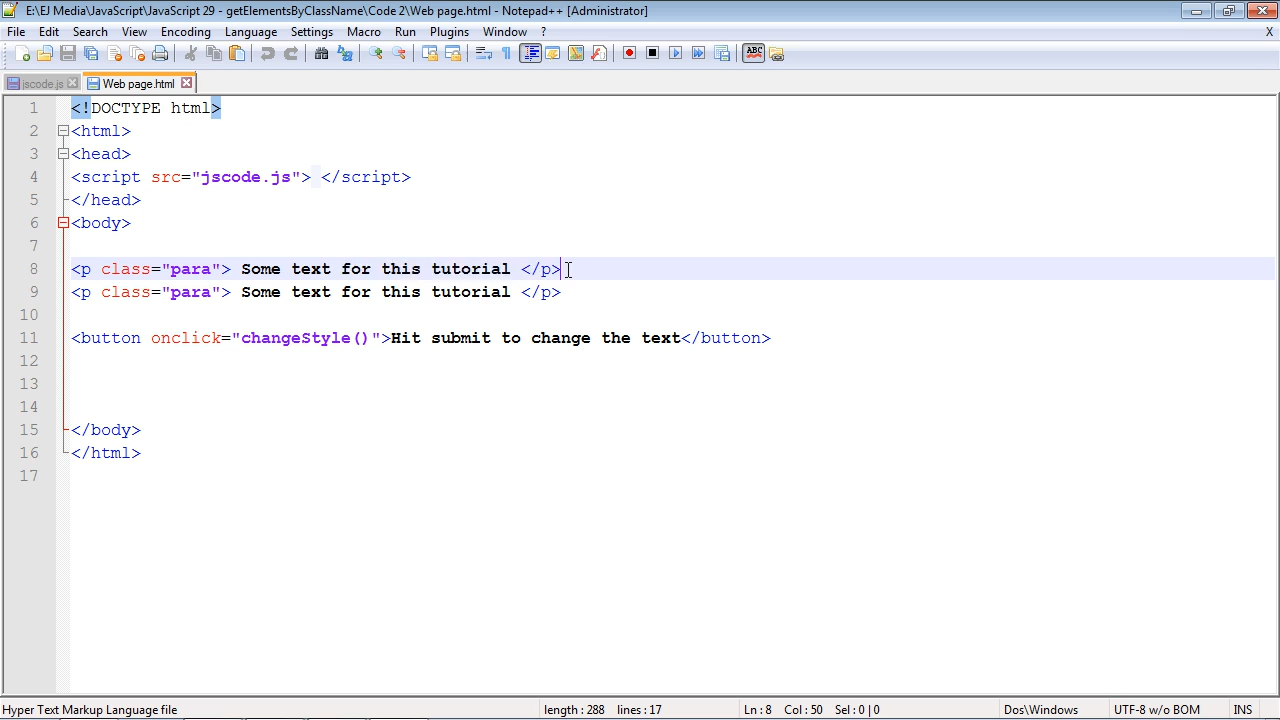 E:\EJ Media\JavaScript\JavaScript 29 - getElementsByClassName\Code 2\Web page.html - Notepad++ [Administrator]
File Edit Search View Encoding Language Settings Macro Run Plugins Window ? X
ABC
jscode.js Web page.html
1 <!DOCTYPE html>
2 <html>
3 <head>
4 <script src="jscode.js"> </script>
5 </head>
6 <body>
7
8 <p class="para"> Some text for this tutorial </p>
9 <p class="para"> Some text for this tutorial </p>
10
11 <button onclick="changeStyle()">Hit submit to change the text</button>
12
13
14
15 </body>
16 </html>
17
Hyper Text Markup Language file length : 288 lines : 17 Ln : 8 Col : 50 Sel : 0 | 0 Dos\Windows UTF-8 w/o BOM INS